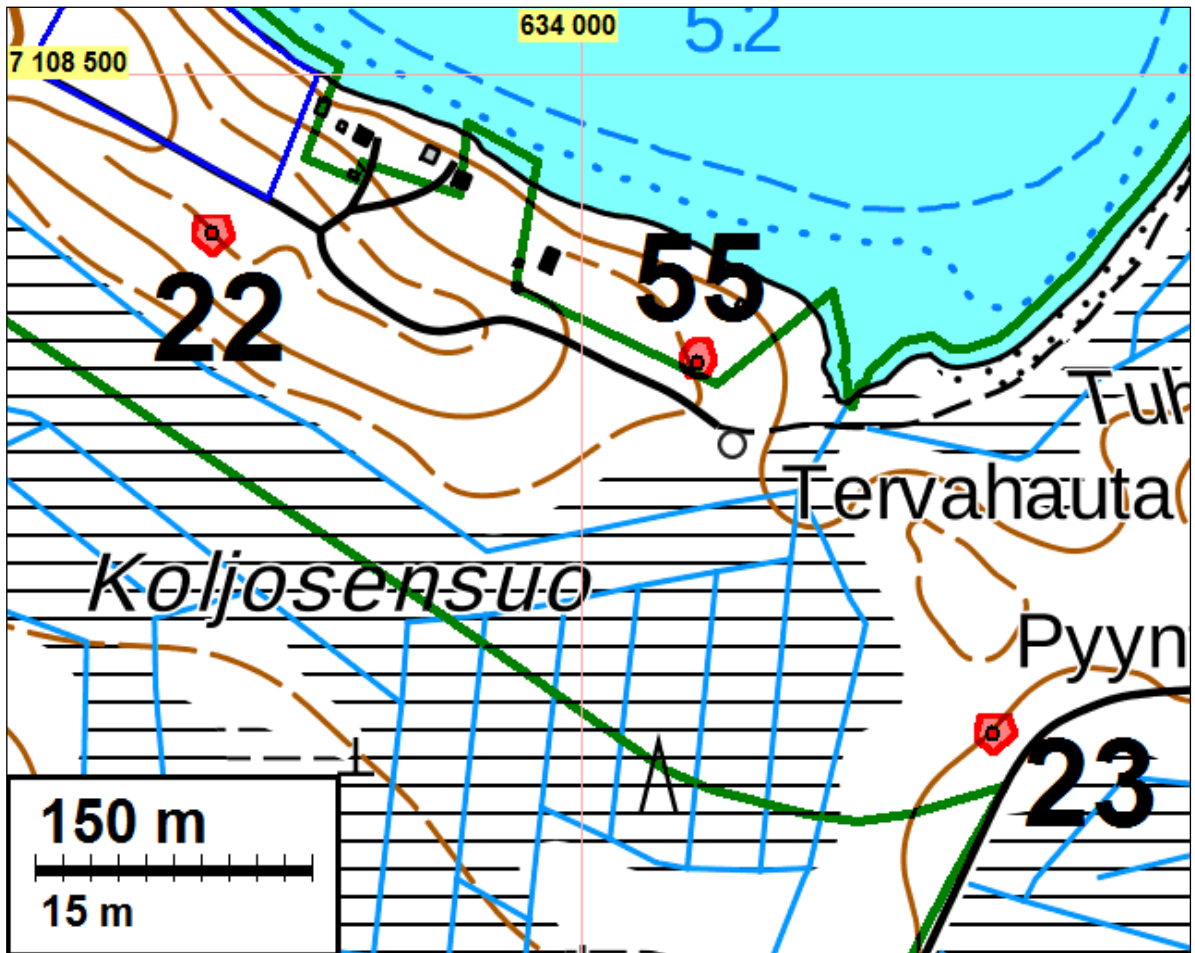 634 000
5.2
7 108 500
55
22
Tuh
Tervahauta
Koljosensuo
Pyyn
23
150 m
15 m